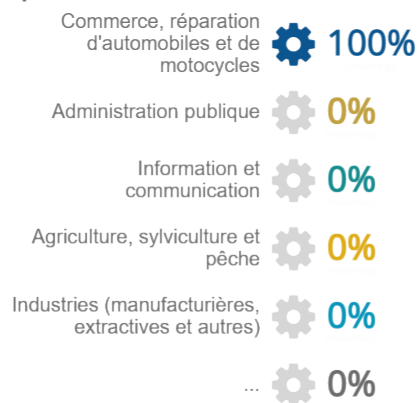 Commerce, réparation
d'automobiles et de
motocycles
100%
Administration publique
0%
Information et
communication
0%
Agriculture, sylviculture et
pêche
0%
Industries (manufacturières,
extractives et autres)
0%
...
0%